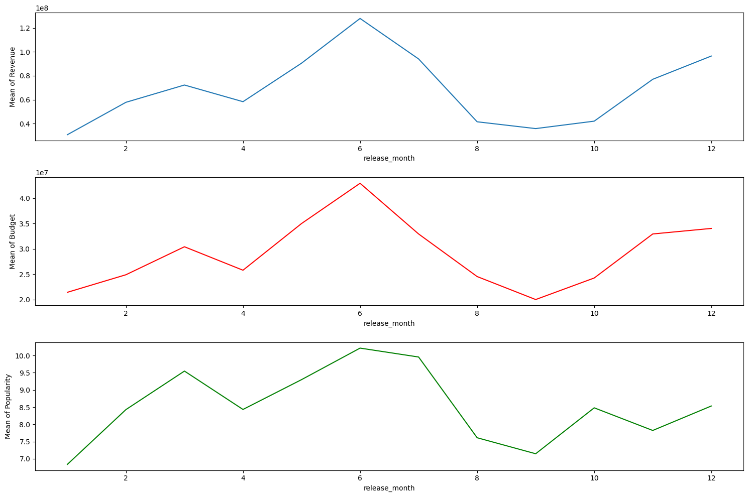 1e8
1.2
1.0
0.8
0.6
0.4
Mean of Revenue
2 4 6 8 10 12
release_month
1e7
4.0
3.5
3.0
2.5
2.0
Mean of Budget
2 4 6 8 10 12
release_month
10.0
9.5
9.0
8.5
8.0
7.5
7.0
Mean of Popularity
2 4 6 8 10 12
release_month